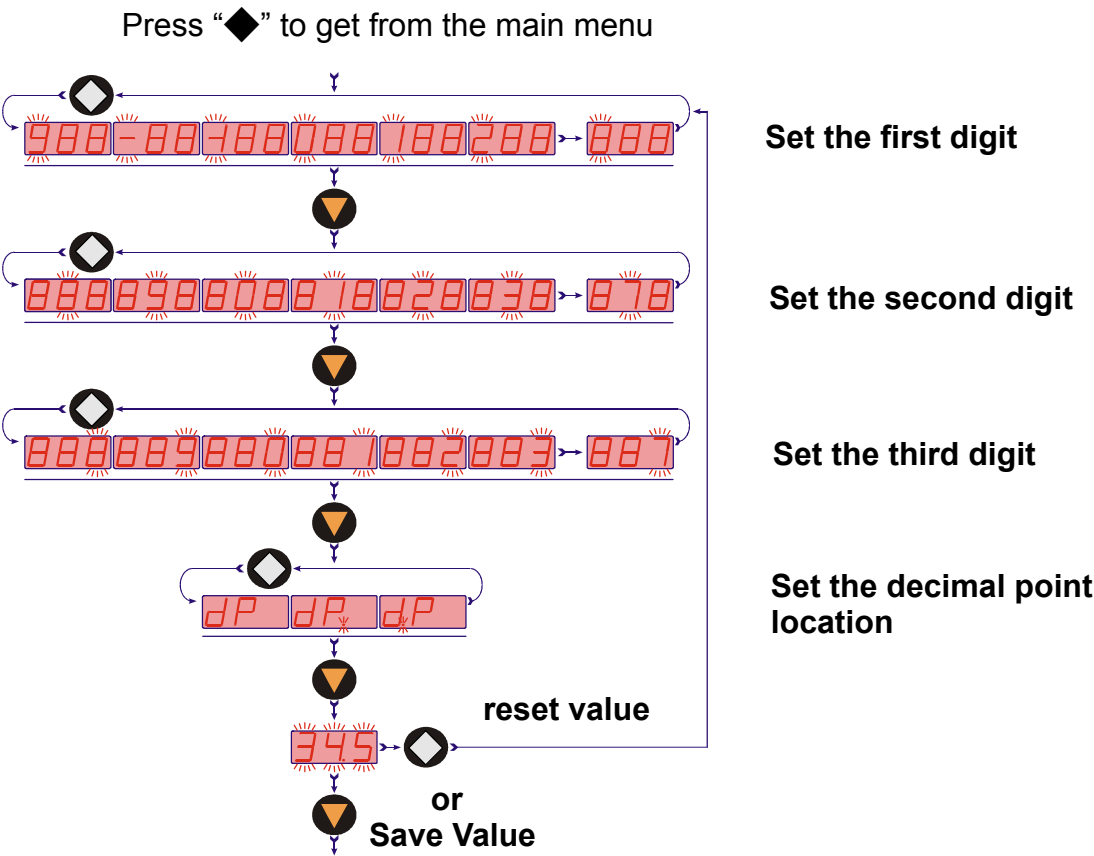 Press “◆” to get from the main menu
988 -88 -188 088 188 288 888
Set the first digit
888 898 808 818 828 838 878
Set the second digit
888 889 880 881 882 883 887
Set the third digit
dP dP. d.P
Set the decimal point
location
reset value
34.5
or
Save Value